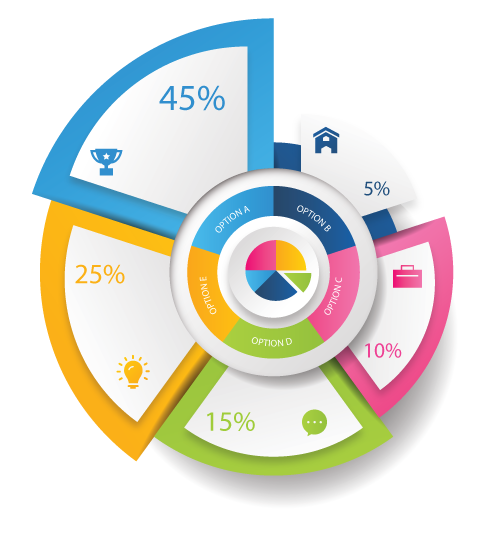 45%
5%
OPTION A
OPTION B
25%
OPTION E
OPTION C
10%
OPTION D
15%